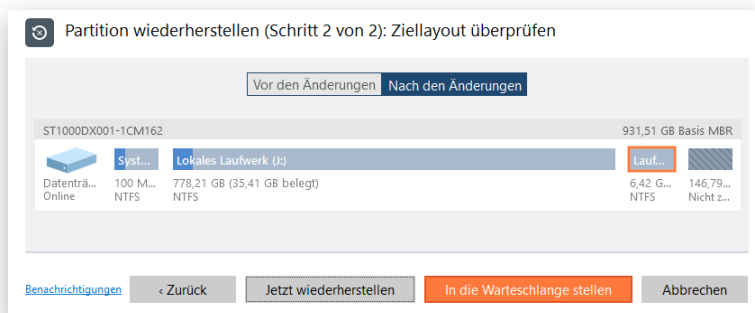 Partition wiederherstellen (Schritt 2 von 2): Ziellayout überprüfen
Vor den Änderungen Nach den Änderungen
ST1000DX001-1CM162 931,51 GB Basis MBR
Syst... Lokales Laufwerk (J:) Lauf...
Datenträ... 100 M... 778,21 GB (35,41 GB belegt) 6,42 G... 146,79...
Online NTFS NTFS NTFS Nicht z...
Benachrichtigungen ‹ Zurück Jetzt wiederherstellen In die Warteschlange stellen Abbrechen